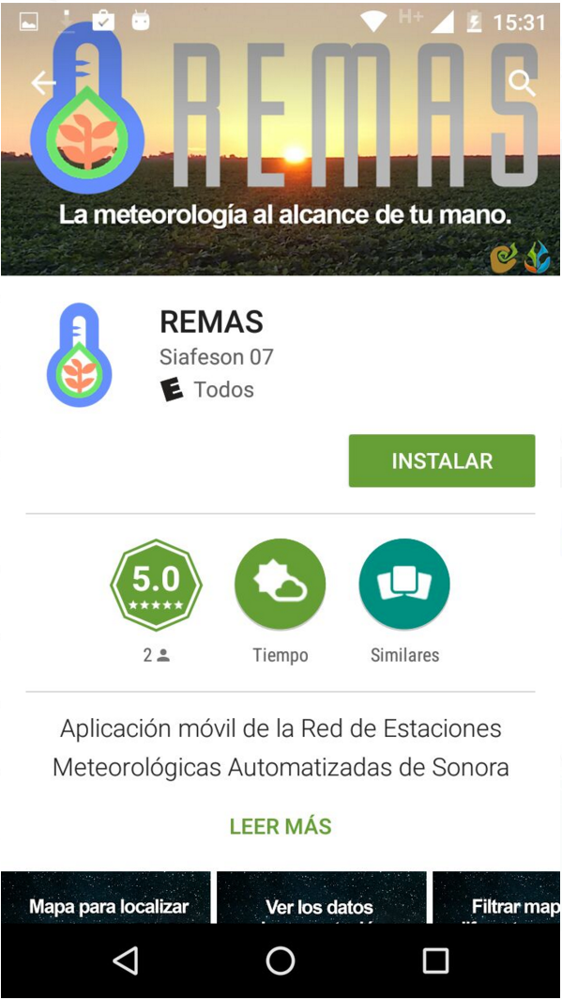 H+ 15:31
REMAS
La meteorología al alcance de tu mano.
REMAS
Siafeson 07
E Todos
INSTALAR
5.0
2
Tiempo
Similares
Aplicación móvil de la Red de Estaciones
Meteorológicas Automatizadas de Sonora
LEER MÁS
Mapa para localizar
Ver los datos
Filtrar map